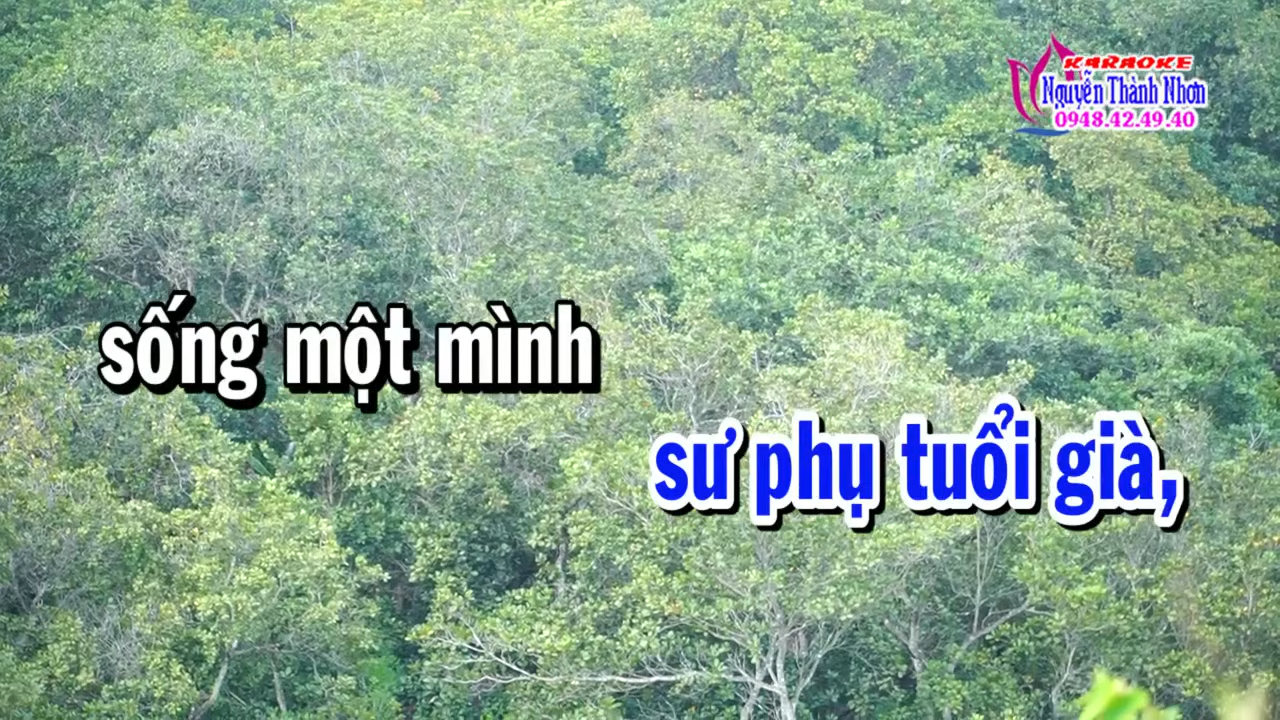 KARAOKE
Nguyễn Thành Nhơn
0948.42.49.40
sống một mình
sư phụ tuổi già,